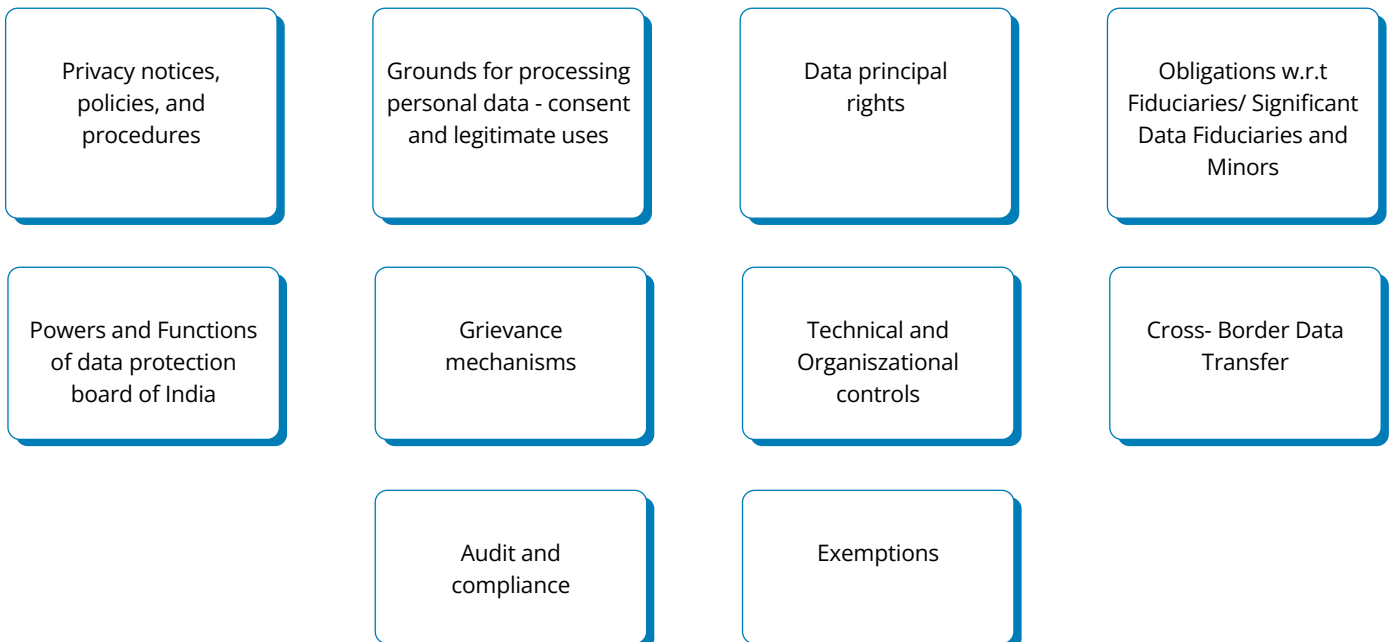 Privacy notices,
policies, and
procedures
Grounds for processing
personal data - consent
and legitimate uses
Data principal
rights
Obligations w.r.t
Fiduciaries/ Significant
Data Fiduciaries and
Minors
Powers and Functions
of data protection
board of India
Grievance
mechanisms
Technical and
Organiszational
controls
Cross- Border Data
Transfer
Audit and
compliance
Exemptions